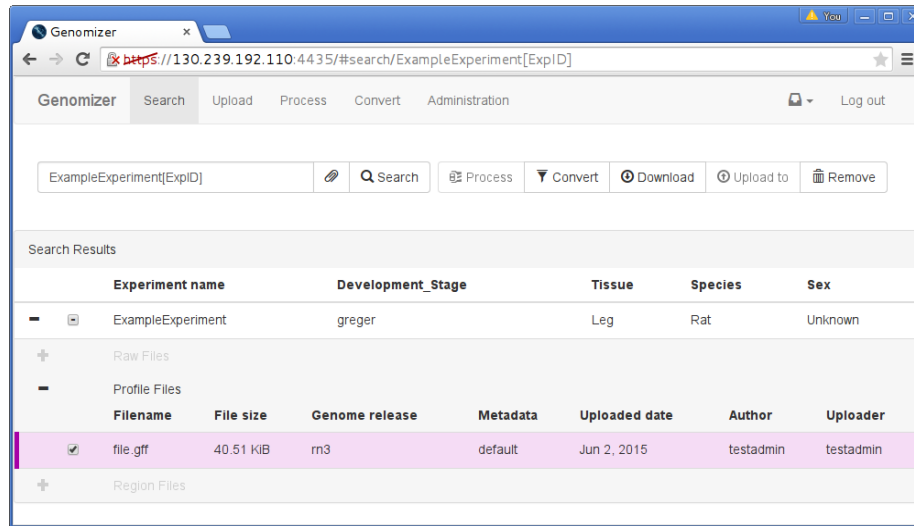 You
Genomizer
https://130.239.192.110:4435/#search/ExampleExperiment[ExpID]
Genomizer Search Upload Process Convert Administration Log out
ExampleExperiment[ExpID] Search Process Convert Download Upload to Remove
Search Results
Experiment name Development_Stage Tissue Species Sex
ExampleExperiment greger Leg Rat Unknown
Raw Files
Profile Files
Filename File size Genome release Metadata Uploaded date Author Uploader
file.gff 40.51 KiB rn3 default Jun 2, 2015 testadmin testadmin
Region Files